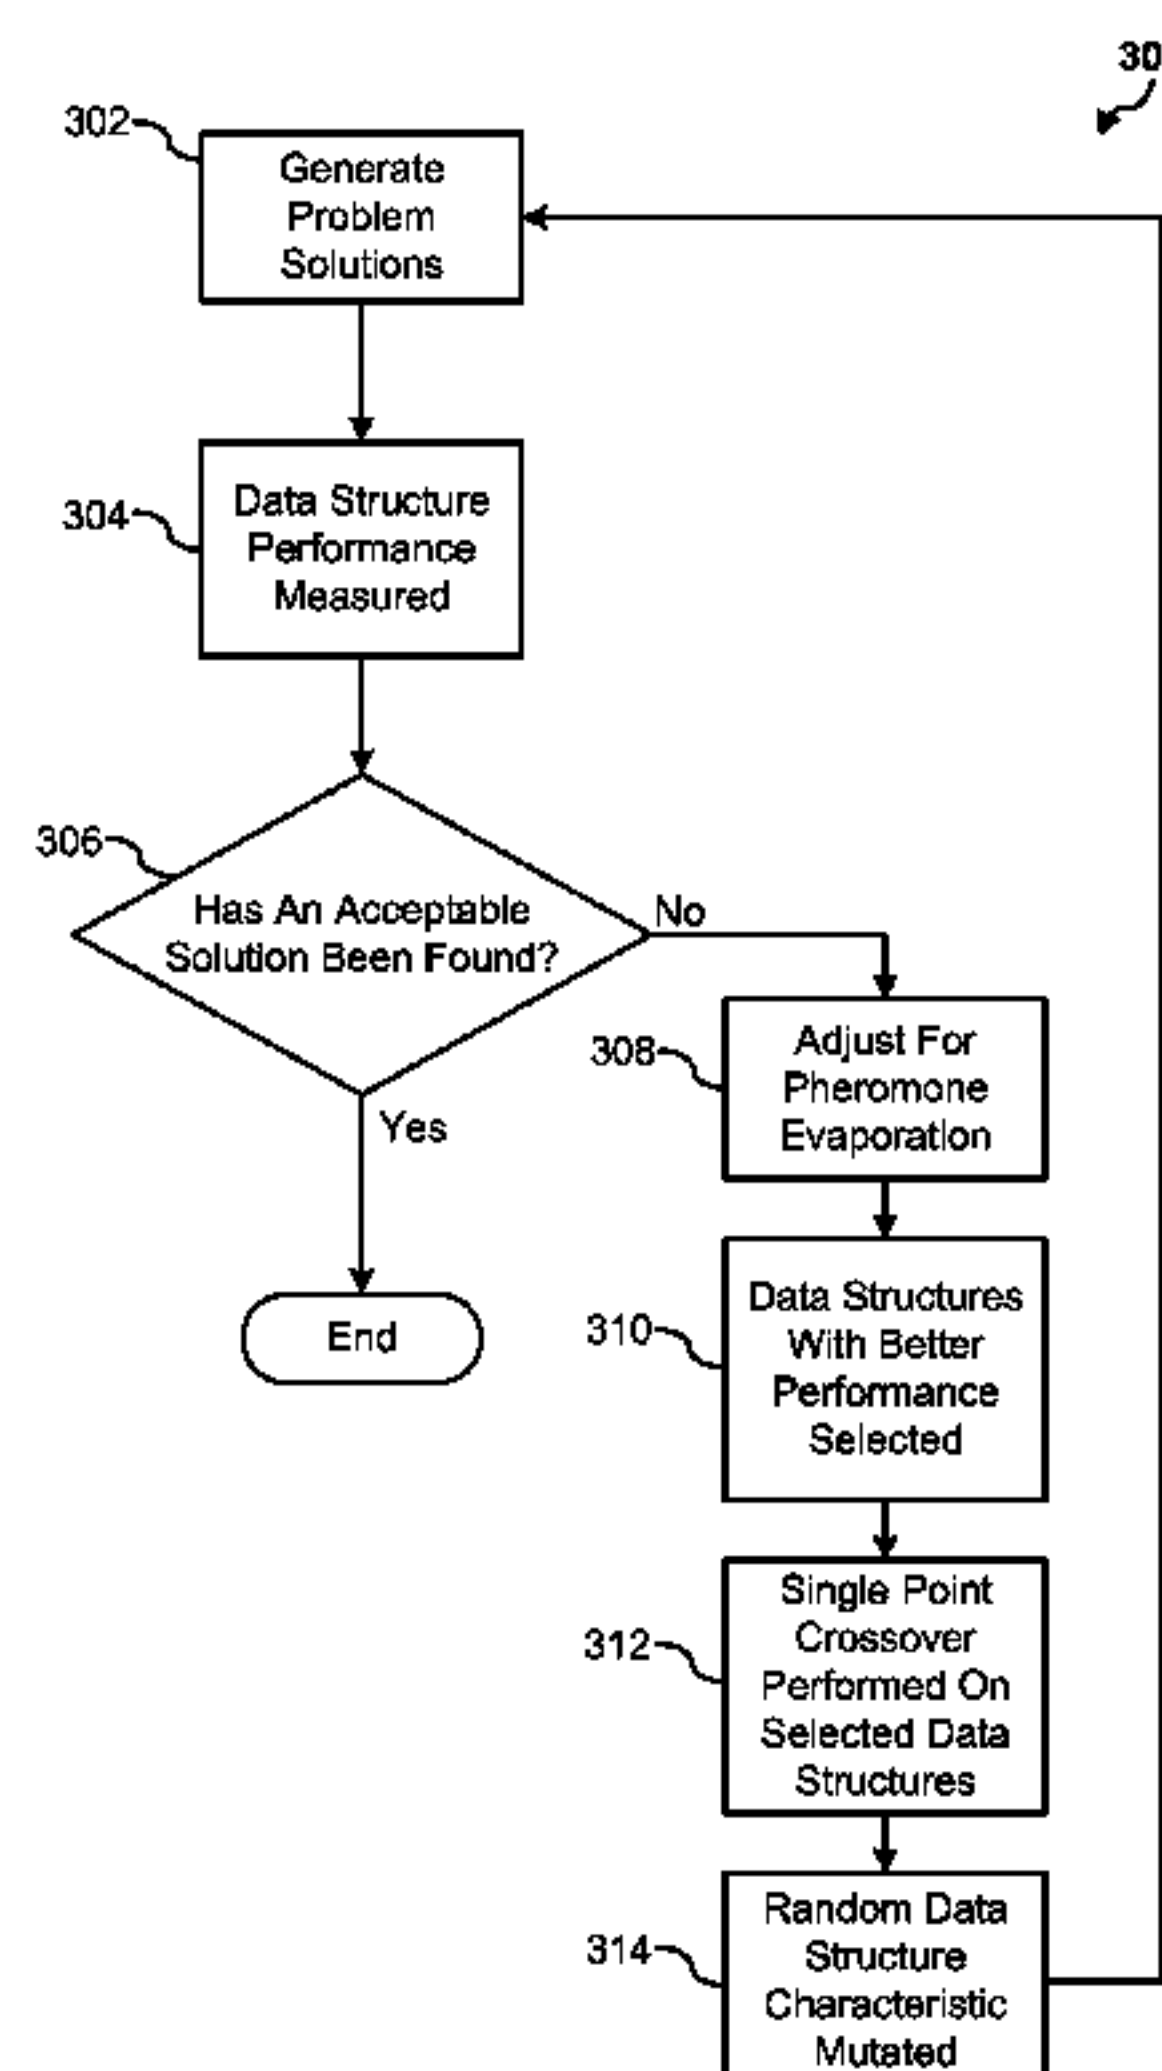 30
302
Generate
Problem
Solutions
304
Data Structure
Performance
Measured
306
Has An Acceptable
Solution Been Found?
No
Yes
End
308
Adjust For
Pheromone
Evaporation
310
Data Structures
With Better
Performance
Selected
312
Single Point
Crossover
Performed On
Selected Data
Structures
314
Random Data
Structure
Characteristic
Mutated